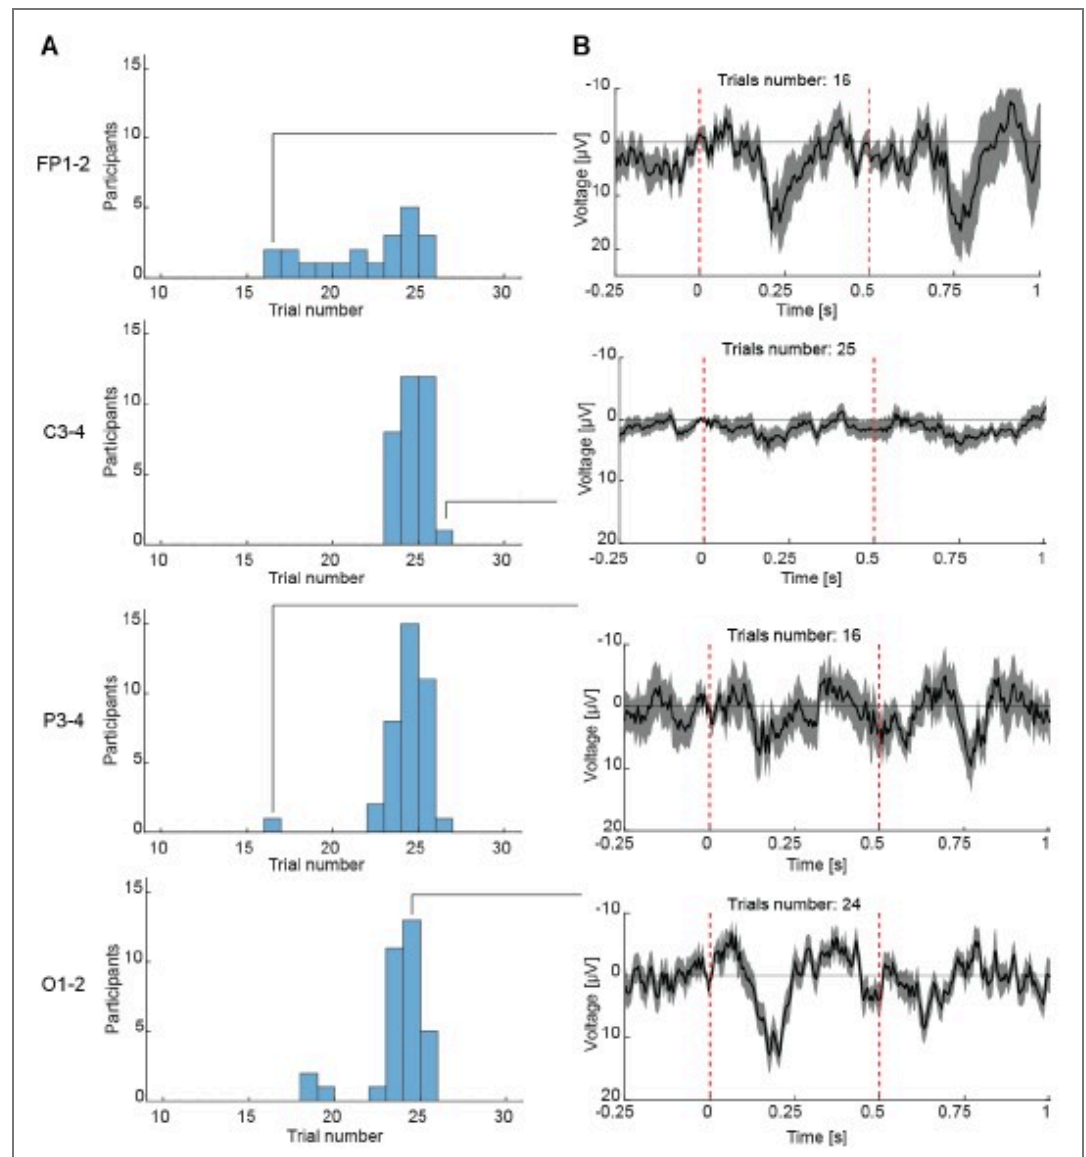 A
B
FP1-2
Participants
15
10
5
0
10
15
20
25
30
Trial number
Trials number: 16
Voltage [µV]
-10
0
10
20
-0.25
0
0.25
0.5
0.75
1
Time [s]
C3-4
Participants
15
10
5
0
10
15
20
25
30
Trial number
Trials number: 25
Voltage [µV]
-10
0
10
20
-0.25
0
0.25
0.5
0.75
1
Time [s]
P3-4
Participants
15
10
5
0
10
15
20
25
30
Trial number
Trials number: 16
Voltage [µV]
-10
0
10
20
-0.25
0
0.25
0.5
0.75
1
Time [s]
O1-2
Participants
15
10
5
0
10
15
20
25
30
Trial number
Trials number: 24
Voltage [µV]
-10
0
10
20
-0.25
0
0.25
0.5
0.75
1
Time [s]